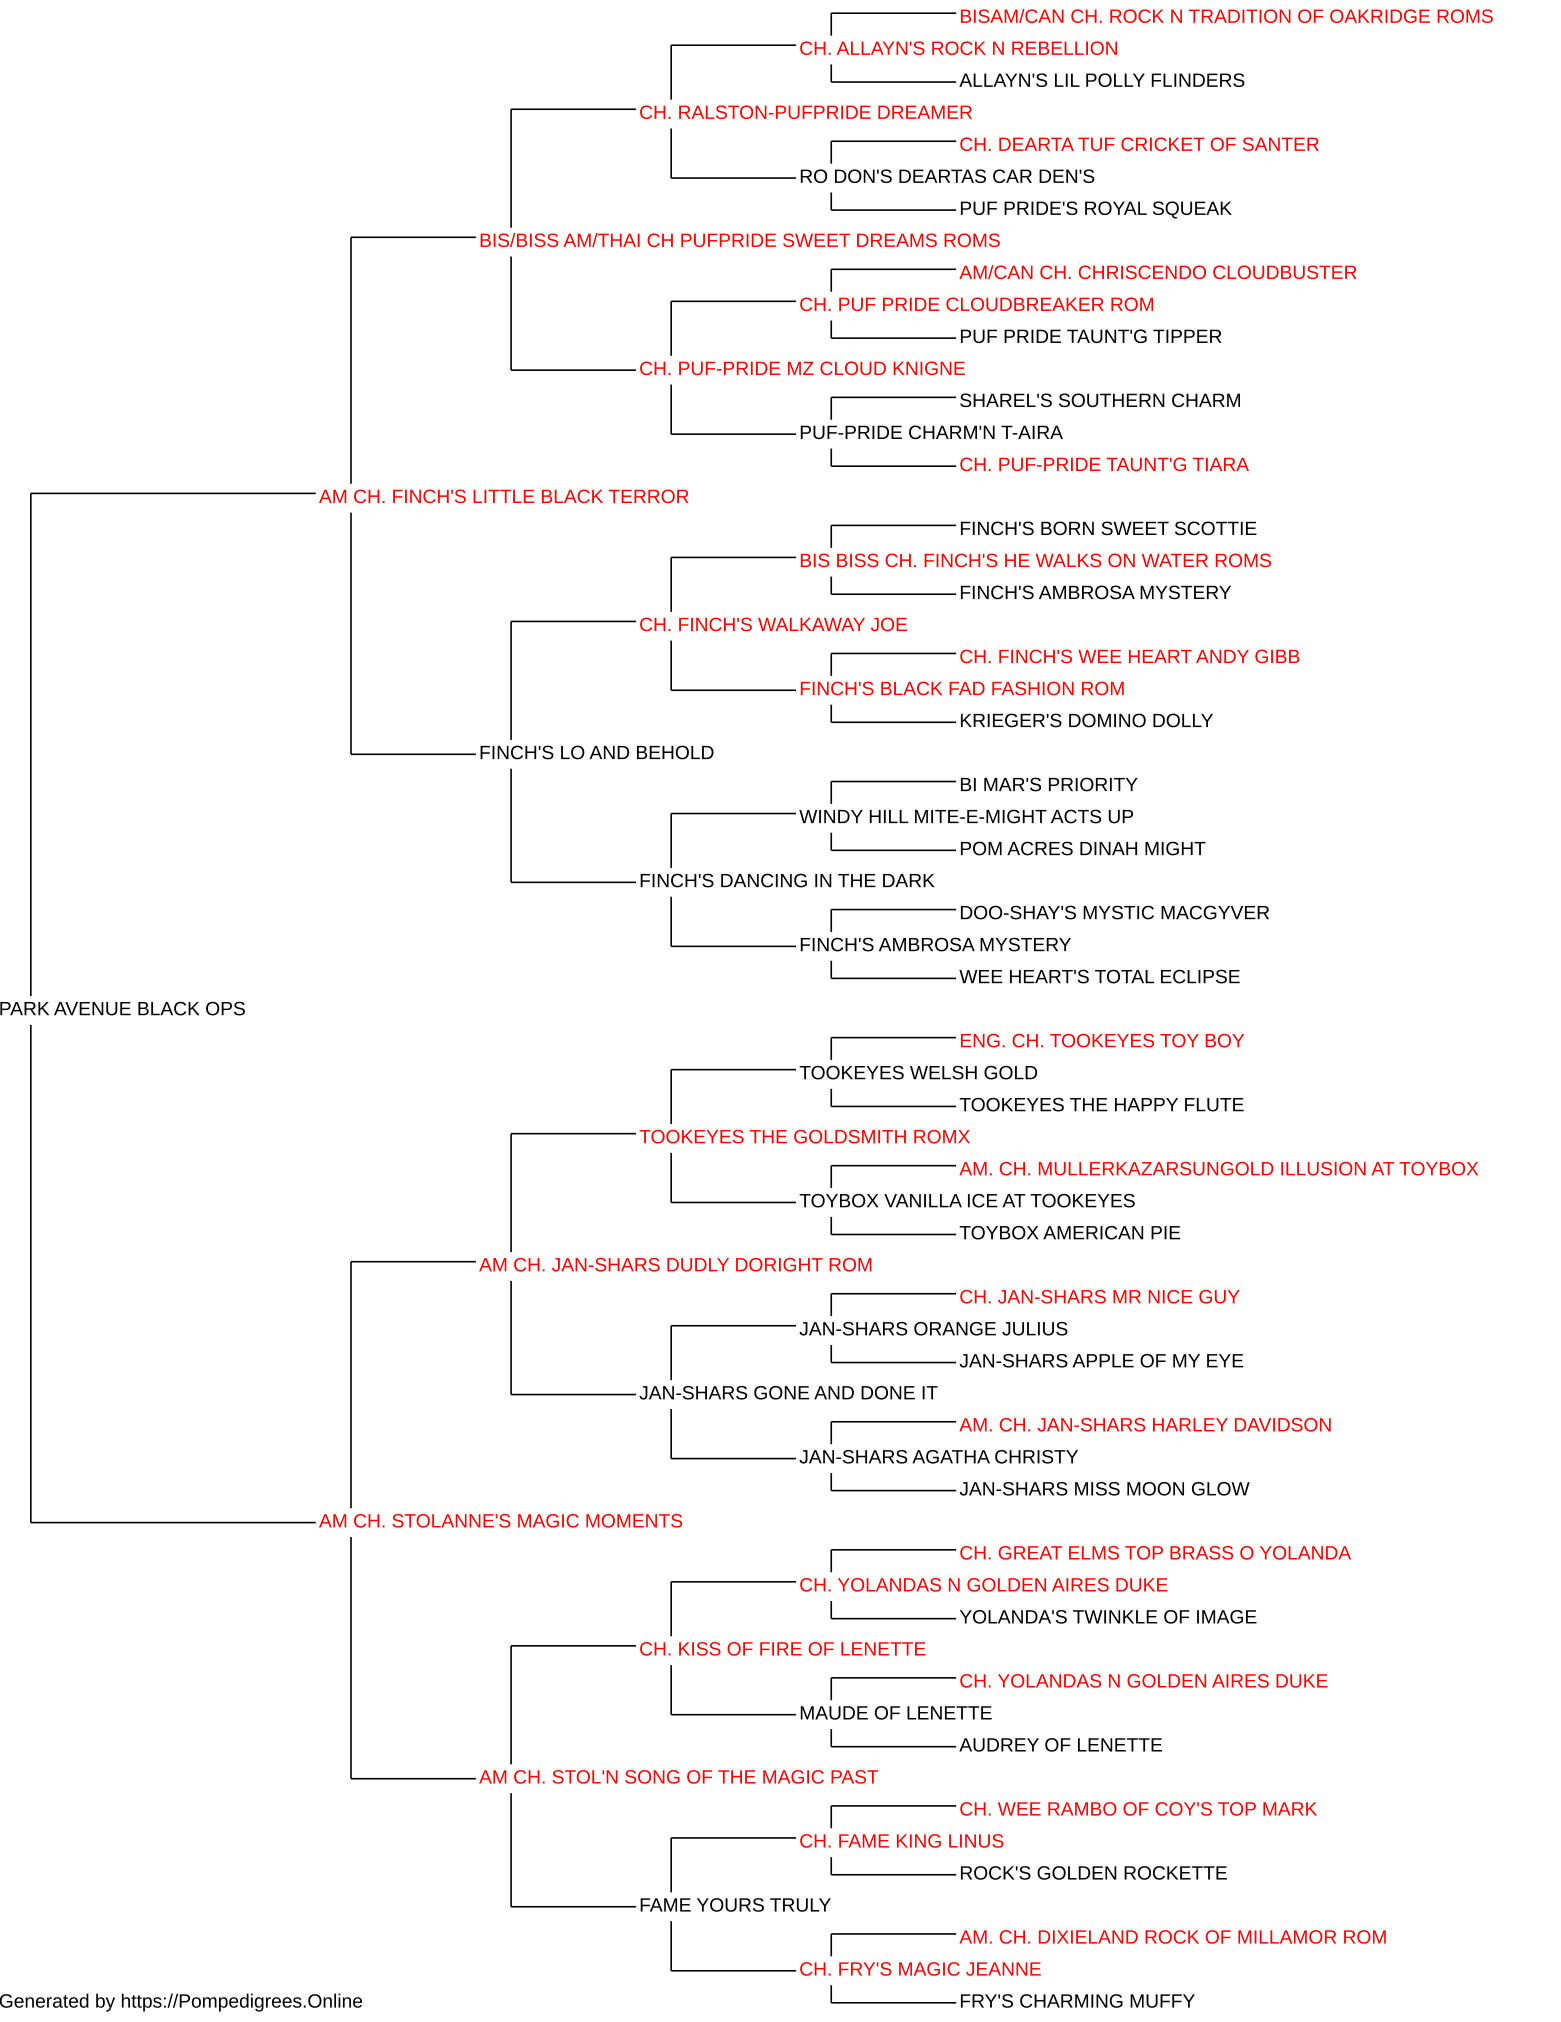 BISAM/CAN CH. ROCK N TRADITION OF OAKRIDGE ROMS
CH. ALLAYN'S ROCK N REBELLION
ALLAYN'S LIL POLLY FLINDERS
CH. RALSTON-PUFPRIDE DREAMER
CH. DEARTA TUF CRICKET OF SANTER
RO DON'S DEARTAS CAR DEN'S
PUF PRIDE'S ROYAL SQUEAK
BIS/BISS AM/THAI CH PUFPRIDE SWEET DREAMS ROMS
AM/CAN CH. CHRISCENDO CLOUDBUSTER
CH. PUF PRIDE CLOUDBREAKER ROM
PUF PRIDE TAUNT'G TIPPER
CH. PUF-PRIDE MZ CLOUD KNIGNE
SHAREL'S SOUTHERN CHARM
PUF-PRIDE CHARM'N T-AIRA
CH. PUF-PRIDE TAUNT'G TIARA
AM CH. FINCH'S LITTLE BLACK TERROR
FINCH'S BORN SWEET SCOTTIE
BIS BISS CH. FINCH'S HE WALKS ON WATER ROMS
FINCH'S AMBROSA MYSTERY
CH. FINCH'S WALKAWAY JOE
CH. FINCH'S WEE HEART ANDY GIBB
FINCH'S BLACK FAD FASHION ROM
KRIEGER'S DOMINO DOLLY
FINCH'S LO AND BEHOLD
BI MAR'S PRIORITY
WINDY HILL MITE-E-MIGHT ACTS UP
POM ACRES DINAH MIGHT
FINCH'S DANCING IN THE DARK
DOO-SHAY'S MYSTIC MACGYVER
FINCH'S AMBROSA MYSTERY
WEE HEART'S TOTAL ECLIPSE
PARK AVENUE BLACK OPS
ENG. CH. TOOKEYES TOY BOY
TOOKEYES WELSH GOLD
TOOKEYES THE HAPPY FLUTE
TOOKEYES THE GOLDSMITH ROMX
AM. CH. MULLERKAZARSUNGOLD ILLUSION AT TOYBOX
TOYBOX VANILLA ICE AT TOOKEYES
TOYBOX AMERICAN PIE
AM CH. JAN-SHARS DUDLY DORIGHT ROM
CH. JAN-SHARS MR NICE GUY
JAN-SHARS ORANGE JULIUS
JAN-SHARS APPLE OF MY EYE
JAN-SHARS GONE AND DONE IT
AM. CH. JAN-SHARS HARLEY DAVIDSON
JAN-SHARS AGATHA CHRISTY
JAN-SHARS MISS MOON GLOW
AM CH. STOLANNE'S MAGIC MOMENTS
CH. GREAT ELMS TOP BRASS O YOLANDA
CH. YOLANDAS N GOLDEN AIRES DUKE
YOLANDA'S TWINKLE OF IMAGE
CH. KISS OF FIRE OF LENETTE
CH. YOLANDAS N GOLDEN AIRES DUKE
MAUDE OF LENETTE
AUDREY OF LENETTE
AM CH. STOL'N SONG OF THE MAGIC PAST
CH. WEE RAMBO OF COY'S TOP MARK
CH. FAME KING LINUS
ROCK'S GOLDEN ROCKETTE
FAME YOURS TRULY
AM. CH. DIXIELAND ROCK OF MILLAMOR ROM
CH. FRY'S MAGIC JEANNE
FRY'S CHARMING MUFFY
Generated by https://Pompedigrees.Online